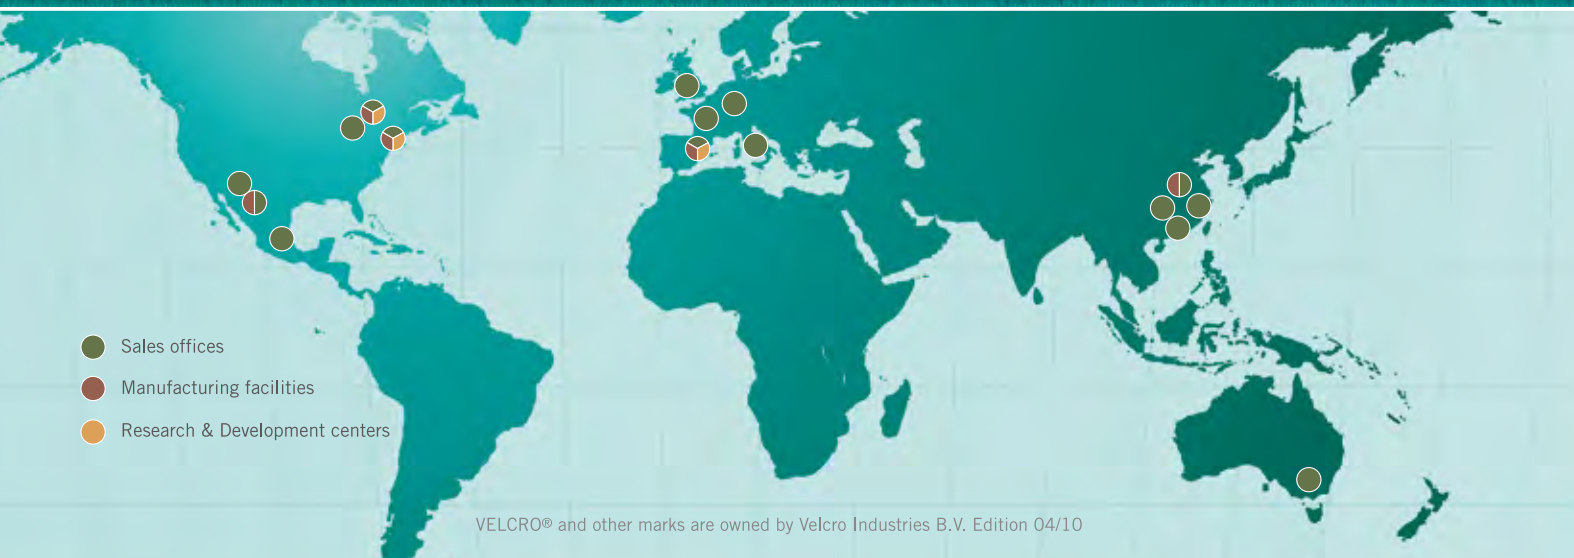 Sales offices
Manufacturing facilities
Research & Development centers
VELCRO® and other marks are owned by Velcro Industries B.V. Edition 04/10